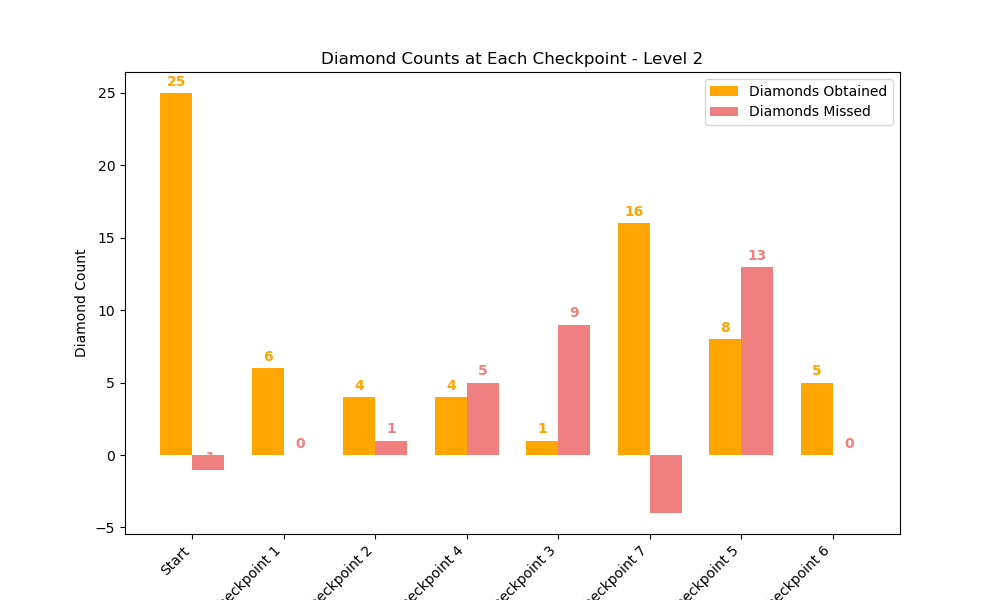 Diamond Counts at Each Checkpoint - Level 2
Diamonds Obtained
Diamonds Missed
Diamond Count
25
20
15
10
5
0
−5
25
6
0
4
1
4
5
1
9
16
8
13
5
0
Start
heckpoint 1
heckpoint 2
heckpoint 4
heckpoint 3
heckpoint 7
heckpoint 5
heckpoint 6